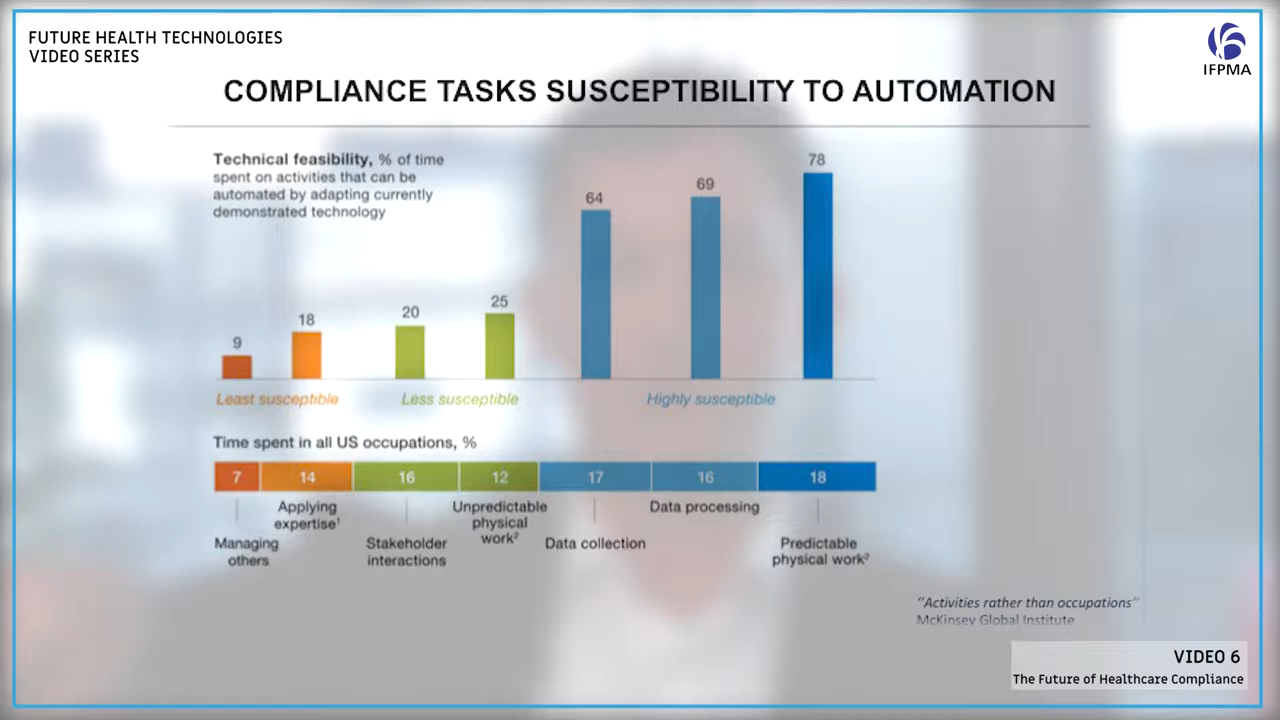 FUTURE HEALTH TECHNOLOGIES
VIDEO SERIES
IFPMA
COMPLIANCE TASKS SUSCEPTIBILITY TO AUTOMATION
Technical feasibility, % of time
spent on activities that can be
automated by adapting currently
demonstrated technology
9
18
20
25
64
69
78
Least susceptible
Less susceptible
Highly susceptible
Time spent in all US occupations, %
7 14 16 12 17 16 18
Managing
others
Applying
expertise¹
Stakeholder
interactions
Unpredictable
physical
work²
Data collection
Data processing
Predictable
physical work²
"Activities rather than occupations"
McKinsey Global Institute
VIDEO 6
The Future of Healthcare Compliance